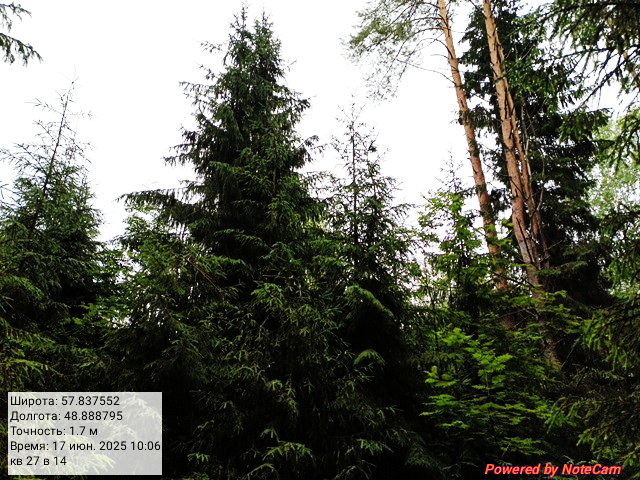 Широта: 57.837552
Долгота: 48.888795
Точность: 1.7 м
Время: 17 июн. 2025 10:06
кв 27 в 14
Powered by NoteCam